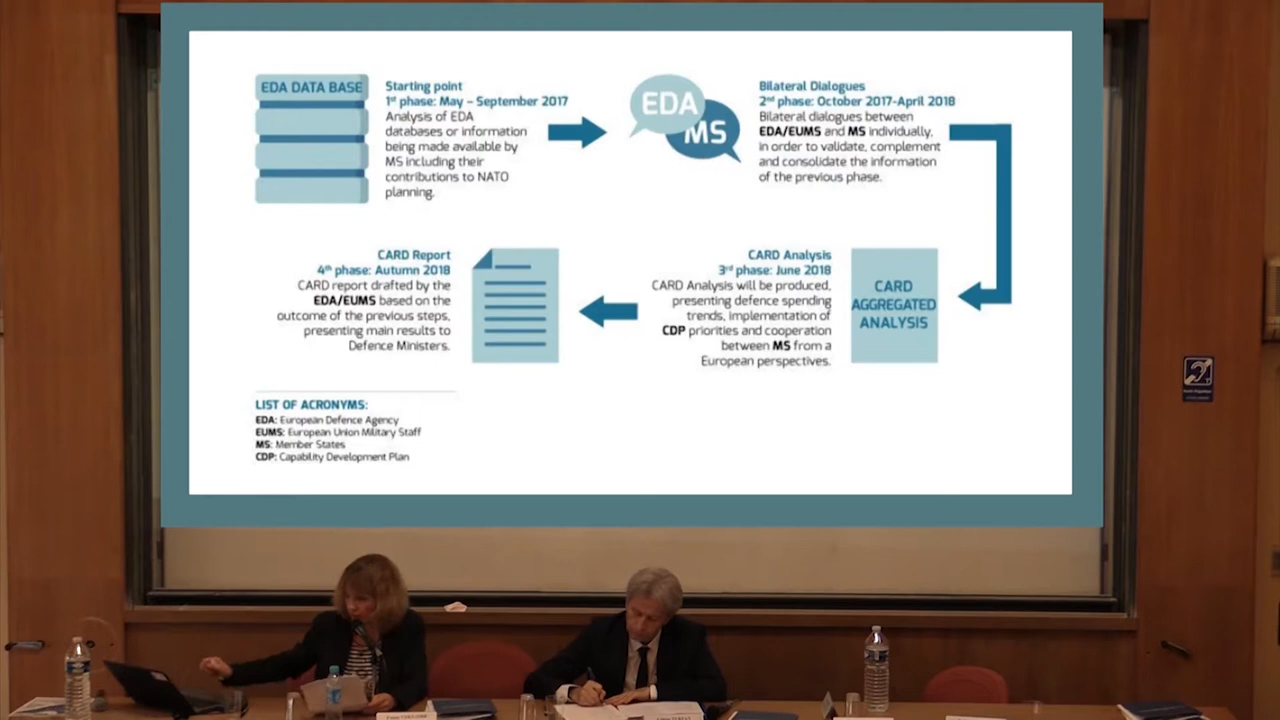 EDA DATA BASE
Starting point
1st phase: May – September 2017
Analysis of EDA
databases or information
being made available by
MS including their
contributions to NATO
planning.
EDA
MS
Bilateral Dialogues
2nd phase: October 2017-April 2018
Bilateral dialogues between
EDA/EUMS and MS individually,
in order to validate, complement
and consolidate the information
of the previous phase.
CARD Report
4th phase: Autumn 2018
CARD report drafted by the
EDA/EUMS based on the
outcome of the previous steps,
presenting main results to
Defence Ministers.
CARD Analysis
3rd phase: June 2018
CARD Analysis will be produced,
presenting defence spending
trends, implementation of
CDP priorities and cooperation
between MS from a
European perspectives.
CARD
AGGREGATED
ANALYSIS
LIST OF ACRONYMS:
EDA: European Defence Agency
EUMS: European Union Military Staff
MS: Member States
CDP: Capability Development Plan